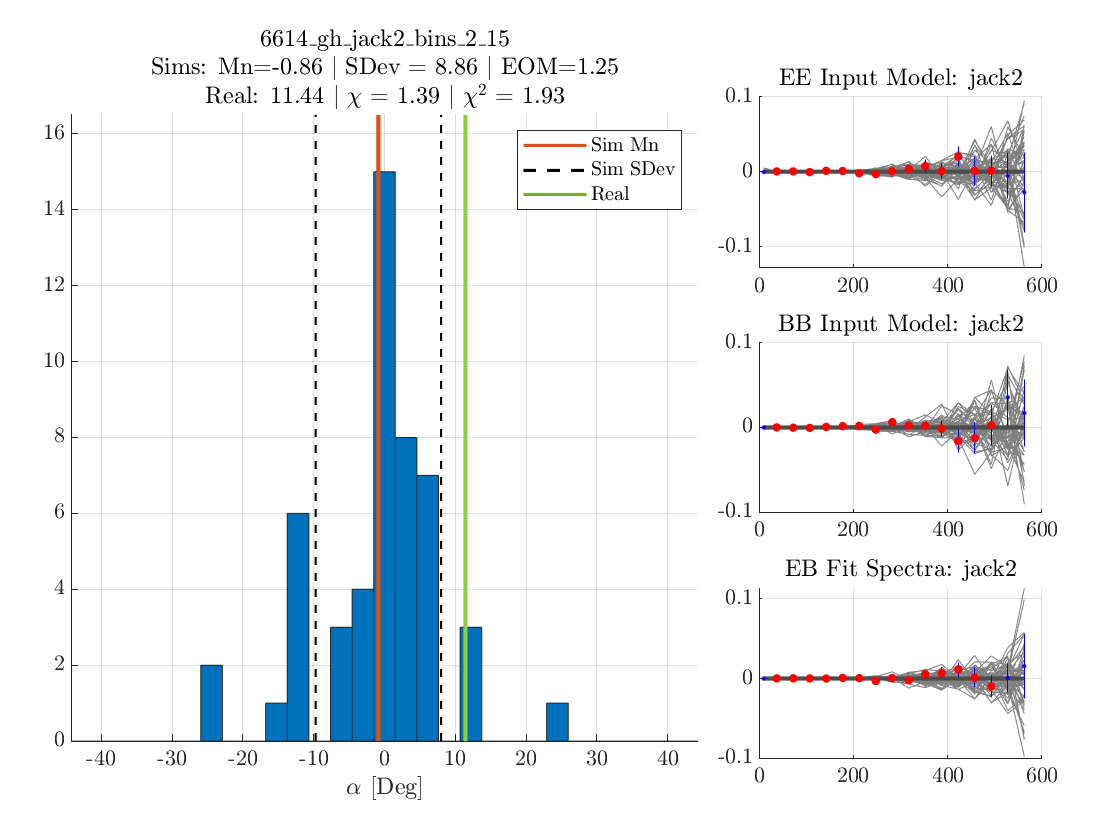 6614_gh_jack2_bins_2_15
Sims: Mn=-0.86 | SDev = 8.86 | EOM=1.25
Real: 11.44 | χ = 1.39 | χ² = 1.93
16
14
12
10
8
6
4
2
0
-40 -30 -20 -10 0 10 20 30 40
α [Deg]
Sim Mn
Sim SDev
Real
EE Input Model: jack2
0.1
0
-0.1
0 200 400 600
BB Input Model: jack2
0.1
0
-0.1
0 200 400 600
EB Fit Spectra: jack2
0.1
0
-0.1
0 200 400 600